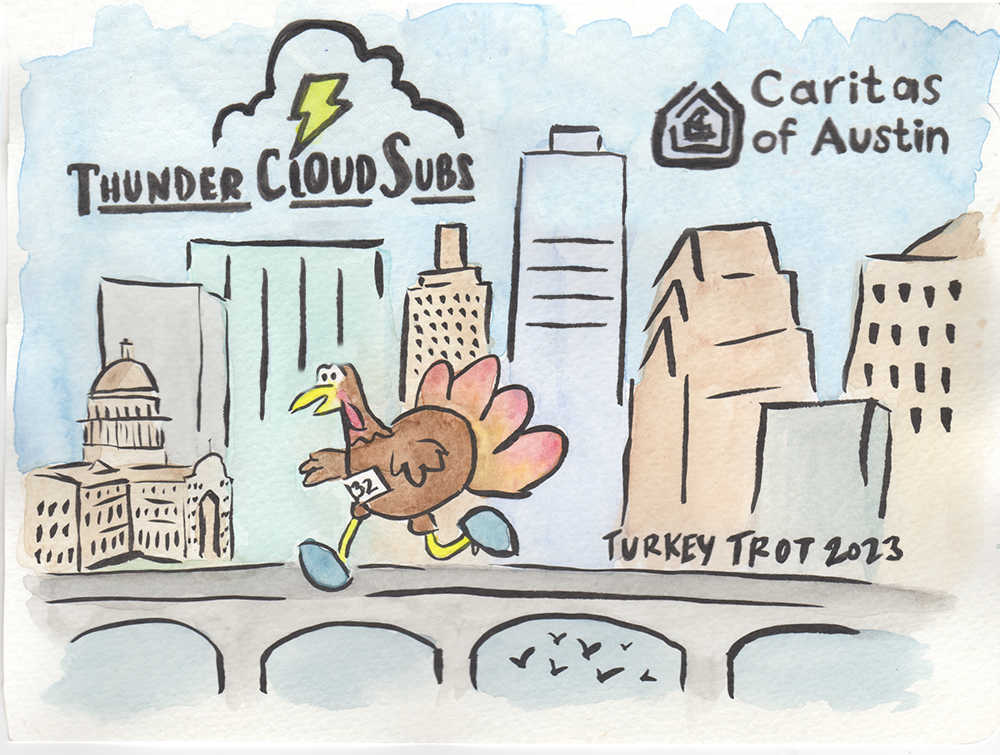 THUNDER CLOUD SUBS
Caritas
of Austin
32
TURKEY TROT 2023